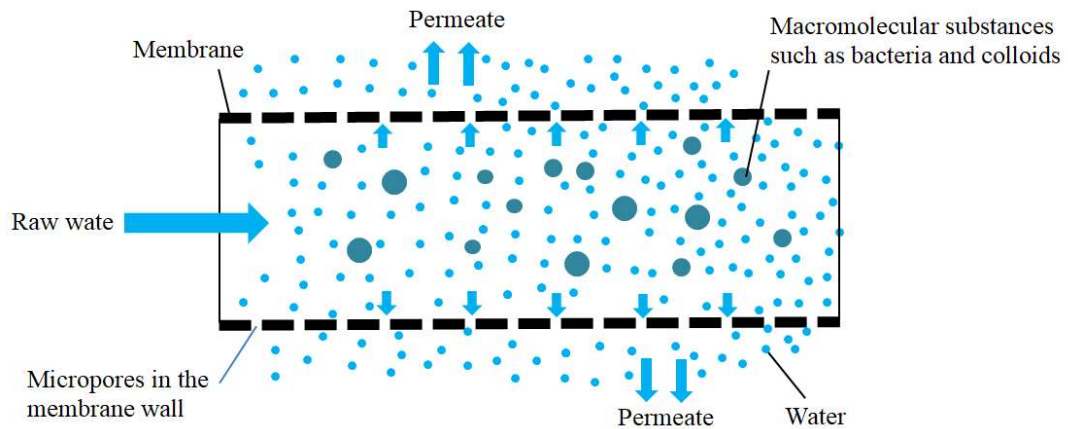 Permeate
Membrane
Macromolecular substances
such as bacteria and colloids
Raw wate
Micropores in the
membrane wall
Permeate
Water